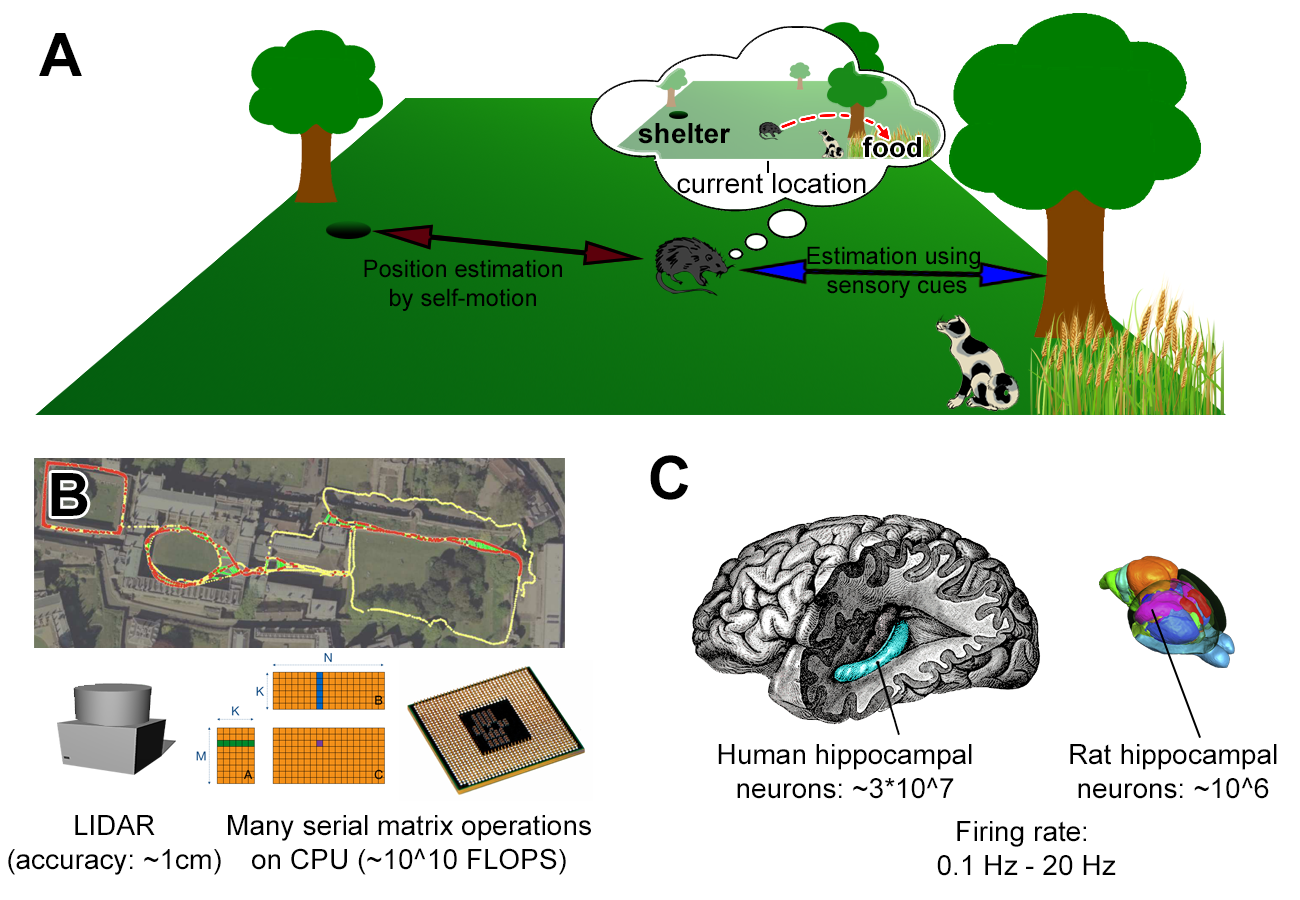 A
shelter
food
current location
Position estimation
by self-motion
Estimation using
sensory cues
B
N
K
B
K
M
A
C
LIDAR
(accuracy: ~1cm)
Many serial matrix operations
on CPU (~10^10 FLOPS)
C
Human hippocampal
neurons: ~3*10^7
Rat hippocampal
neurons: ~10^6
Firing rate:
0.1 Hz - 20 Hz